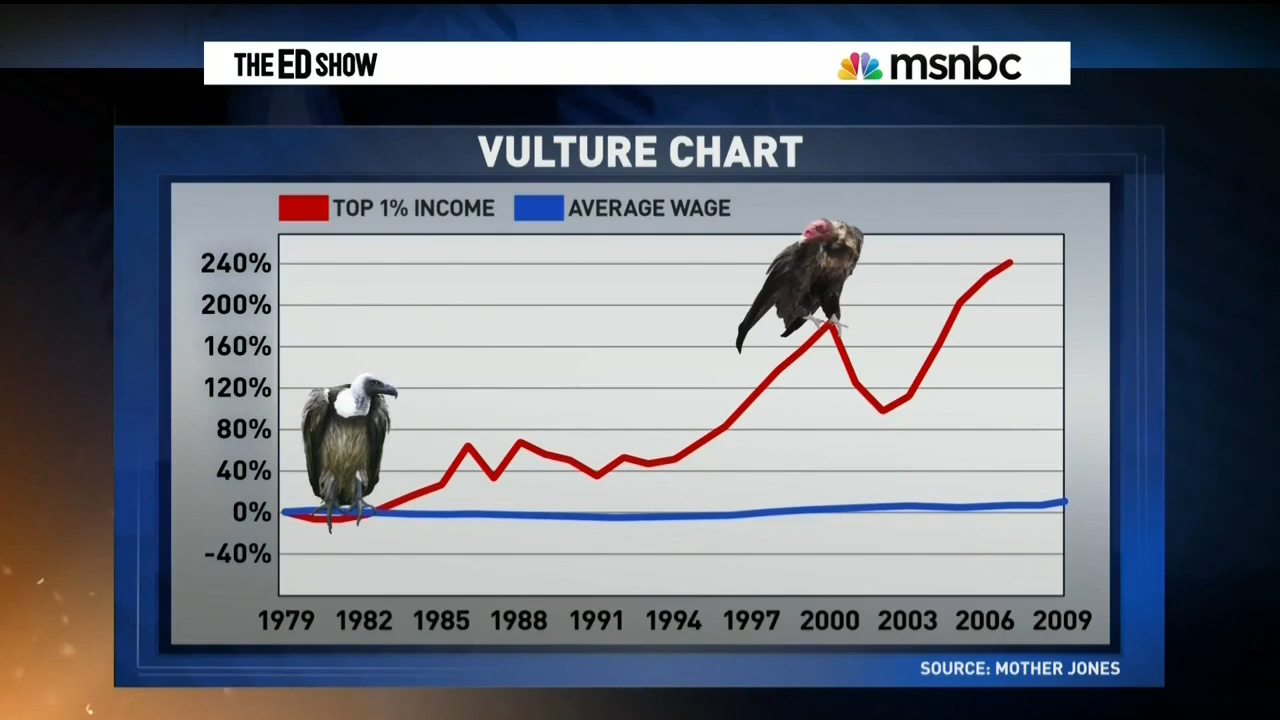 THE ED SHOW
msnbc
VULTURE CHART
TOP 1% INCOME
AVERAGE WAGE
240%
200%
160%
120%
80%
40%
0%
-40%
1979 1982 1985 1988 1991 1994 1997 2000 2003 2006 2009
SOURCE: MOTHER JONES